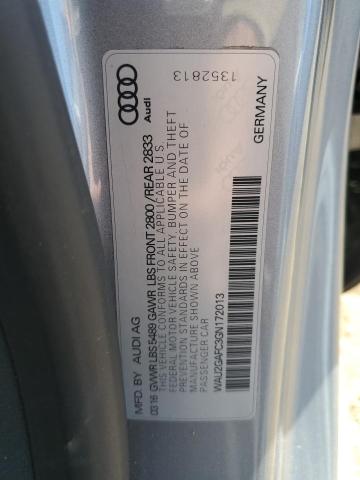 Audi
1352813
MFD. BY AUDI AG
03.16 GVWR LBS 5489 GAWR LBS FRONT 2800 / REAR 2833
THIS VEHICLE CONFORMS TO ALL APPLICABLE U.S.
FEDERAL MOTOR VEHICLE SAFETY, BUMPER AND THEFT
PREVENTION STANDARDS IN EFFECT ON THE DATE OF
MANUFACTURE SHOWN ABOVE.
WAU2GAFC3GN172013
PASSENGER CAR
GERMANY